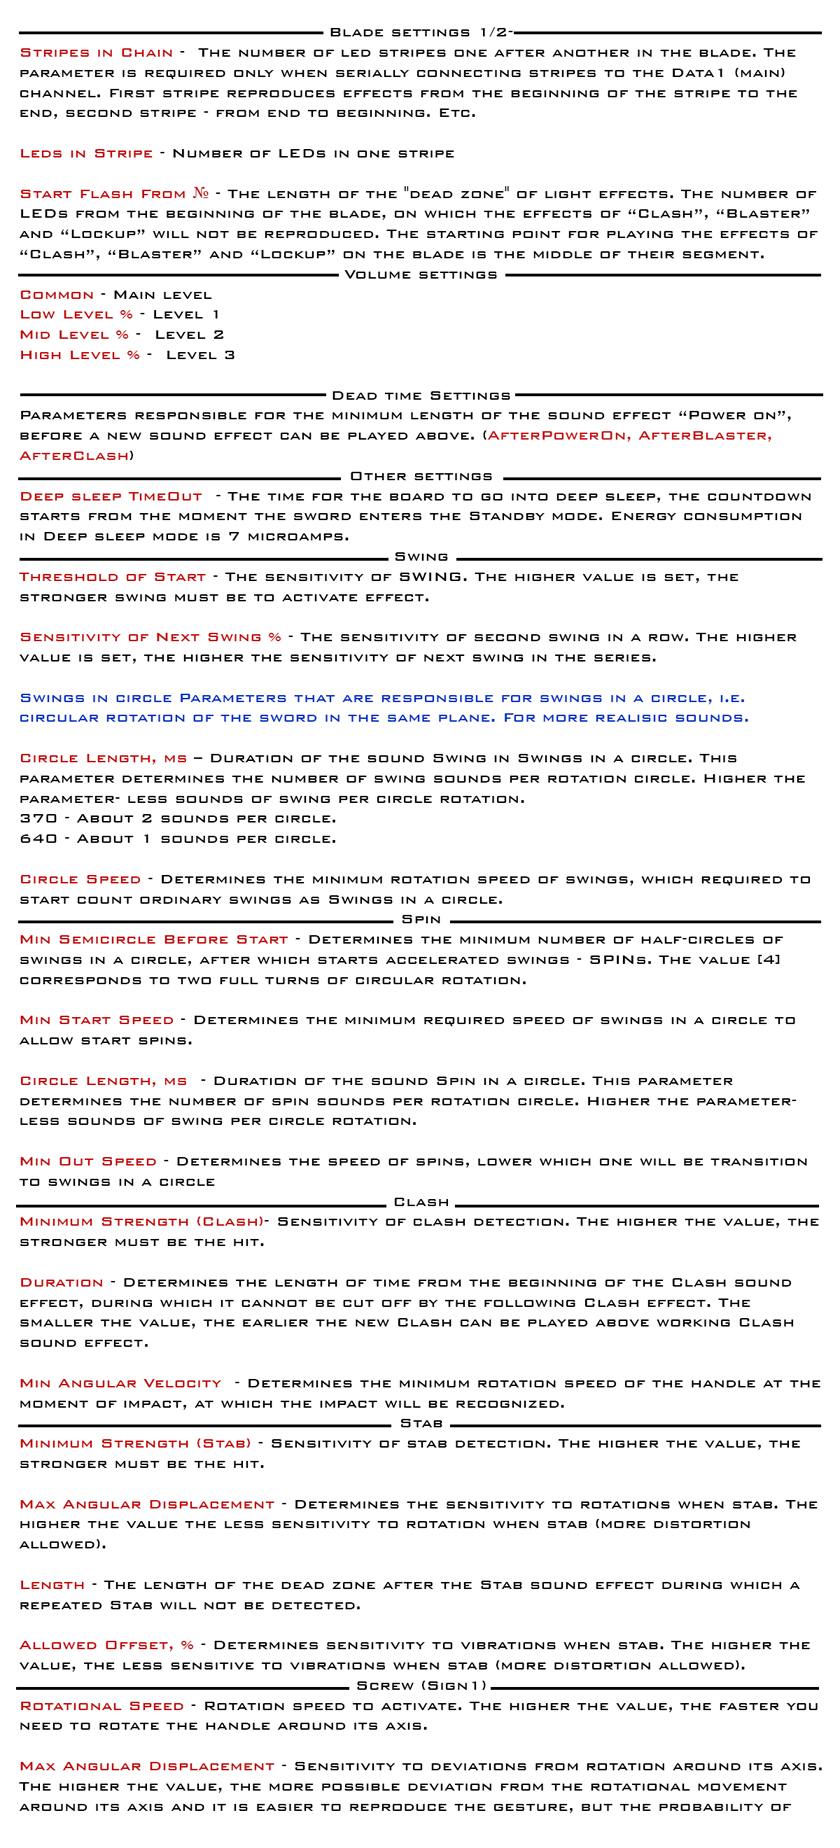 Blade settings 1/2-
Stripes in Chain - The number of led stripes one after another in the blade. The
parameter is required only when serially connecting stripes to the Data1 (main)
channel. First stripe reproduces effects from the beginning of the stripe to the
end, second stripe - from end to beginning. Etc.
Leds in Stripe - Number of LEDs in one stripe
Start Flash From № - The length of the "dead zone" of light effects. The number of
LEDs from the beginning of the blade, on which the effects of “Clash”, “Blaster”
and “Lockup” will not be reproduced. The starting point for playing the effects of
“Clash”, “Blaster” and “Lockup” on the blade is the middle of their segment.
Volume settings
Common - Main level
Low Level % - Level 1
Mid Level % - Level 2
High Level % - Level 3
Dead time Settings
Parameters responsible for the minimum length of the sound effect “Power on”,
before a new sound effect can be played above. (AfterPowerOn, AfterBlaster,
AfterClash)
Other settings
Deep sleep TimeOut - The time for the board to go into deep sleep, the countdown
starts from the moment the sword enters the Standby mode. Energy consumption
in Deep sleep mode is 7 microamps.
Swing
Threshold of Start - The sensitivity of SWING. The higher value is set, the
stronger swing must be to activate effect.
Sensitivity of Next Swing % - The sensitivity of second swing in a row. The higher
value is set, the higher the sensitivity of next swing in the series.
Swings in circle Parameters that are responsible for swings in a circle, i.e.
circular rotation of the sword in the same plane. For more realisic sounds.
Circle Length, ms – Duration of the sound Swing in Swings in a circle. This
parameter determines the number of swing sounds per rotation circle. Higher the
parameter- less sounds of swing per circle rotation.
370 - About 2 sounds per circle.
640 - About 1 sounds per circle.
Circle Speed - Determines the minimum rotation speed of swings, which required to
start count ordinary swings as Swings in a circle.
Spin
Min Semicircle Before Start - Determines the minimum number of half-circles of
swings in a circle, after which starts accelerated swings - SPINs. The value [4]
corresponds to two full turns of circular rotation.
Min Start Speed - Determines the minimum required speed of swings in a circle to
allow start spins.
Circle Length, ms - Duration of the sound Spin in a circle. This parameter
determines the number of spin sounds per rotation circle. Higher the parameter-
less sounds of swing per circle rotation.
Min Out Speed - Determines the speed of spins, lower which one will be transition
to swings in a circle
Clash
Minimum Strength (Clash)- Sensitivity of clash detection. The higher the value, the
stronger must be the hit.
Duration - Determines the length of time from the beginning of the Clash sound
effect, during which it cannot be cut off by the following Clash effect. The
smaller the value, the earlier the new Clash can be played above working Clash
sound effect.
Min Angular Velocity - Determines the minimum rotation speed of the handle at the
moment of impact, at which the impact will be recognized.
Stab
Minimum Strength (Stab) - Sensitivity of stab detection. The higher the value, the
stronger must be the hit.
Max Angular Displacement - Determines the sensitivity to rotations when stab. The
higher the value the less sensitivity to rotation when stab (more distortion
allowed).
Length - The length of the dead zone after the Stab sound effect during which a
repeated Stab will not be detected.
Allowed Offset, % - Determines sensitivity to vibrations when stab. The higher the
value, the less sensitive to vibrations when stab (more distortion allowed).
Screw (Sign1)
Rotational Speed - Rotation speed to activate. The higher the value, the faster you
need to rotate the handle around its axis.
Max Angular Displacement - Sensitivity to deviations from rotation around its axis.
The higher the value, the more possible deviation from the rotational movement
around its axis and it is easier to reproduce the gesture, but the probability of